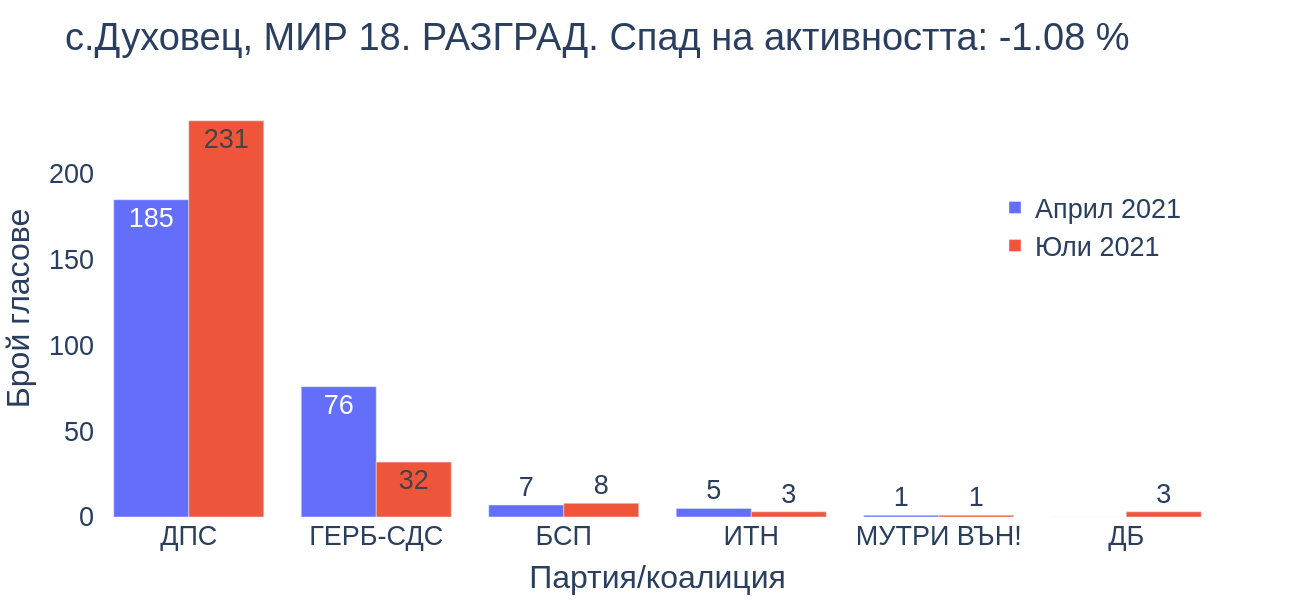 с.Духовец, МИР 18. РАЗГРАД. Спад на активността: -1.08 %
Брой гласове
200
150
100
50
0
185
231
76
32
7
8
5
3
1
1
3
Април 2021
Юли 2021
ДПС
ГЕРБ-СДС
БСП
ИТН
МУТРИ ВЪН!
ДБ
Партия/коалиция